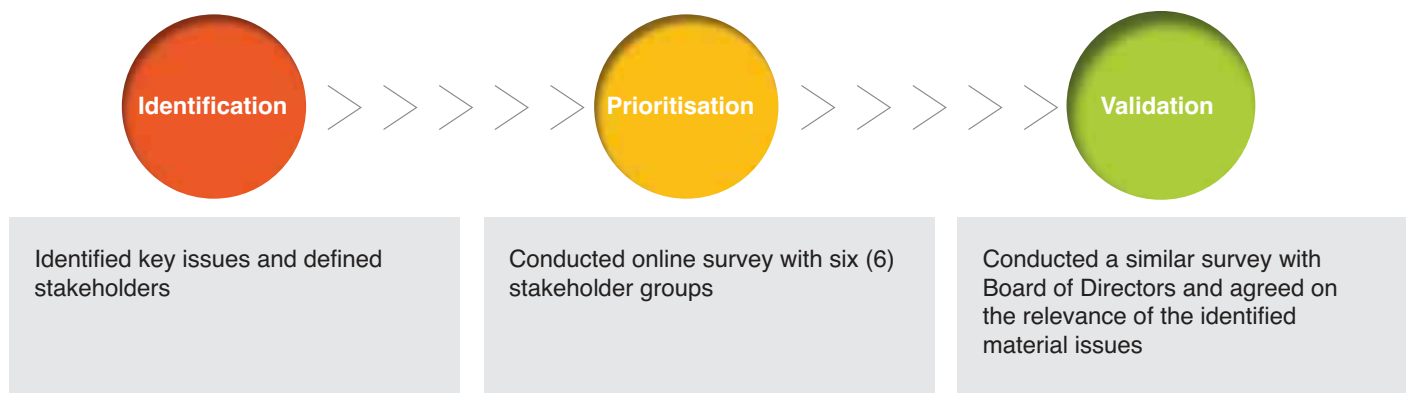 Identification
Prioritisation
Validation
Identified key issues and defined
stakeholders
Conducted online survey with six (6)
stakeholder groups
Conducted a similar survey with
Board of Directors and agreed on
the relevance of the identified
material issues